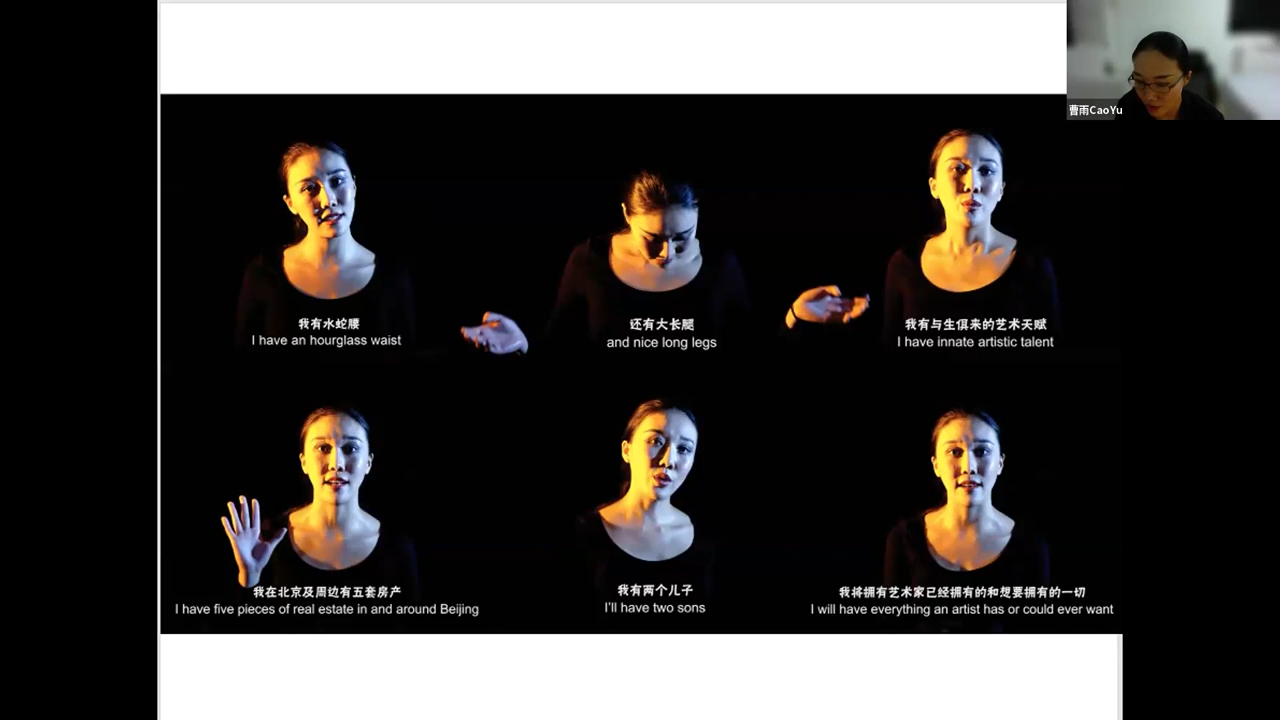 曹雨CaoYu
我有水蛇腰
I have an hourglass waist
还有大长腿
and nice long legs
我有与生俱来的艺术天赋
I have innate artistic talent
我在北京及周边有五套房产
I have five pieces of real estate in and around Beijing
我有两个儿子
I'll have two sons
我将拥有艺术家已经拥有的和想要拥有的一切
I will have everything an artist has or could ever want